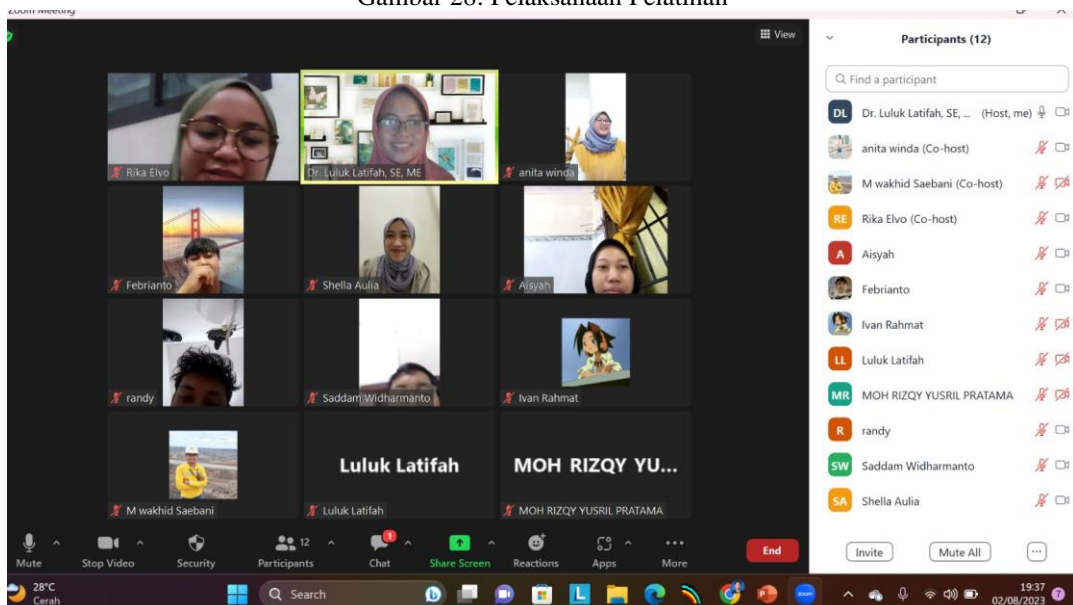 Gambar 28. Pelaksanaan Pelatihan
Zoom Meeting
View
Participants (12)
Find a participant
DL Dr. Luluk Latifah, SE, ... (Host, me)
anita winda (Co-host)
M wakhid Saebani (Co-host)
RE Rika Elvo (Co-host)
A Aisyah
Febrianto
Ivan Rahmat
LL Luluk Latifah
MR MOH RIZQY YUSRIL PRATAMA
R randy
SW Saddam Widharmanto
SA Shella Aulia
Invite Mute All
Rika Elvo
Dr. Luluk Latifah, SE, ME
anita winda
Febrianto
Shella Aulia
Aisyah
randy
Saddam Widharmanto
Ivan Rahmat
M wakhid Saebani
Luluk Latifah
Luluk Latifah
MOH RIZQY YU...
MOH RIZQY YUSRIL PRATAMA
Mute
Stop Video
Security
12
Participants
1
Chat
Share Screen
Reactions
Apps
More
End
28°C
Cerah
Search
19:37
02/08/2023
7